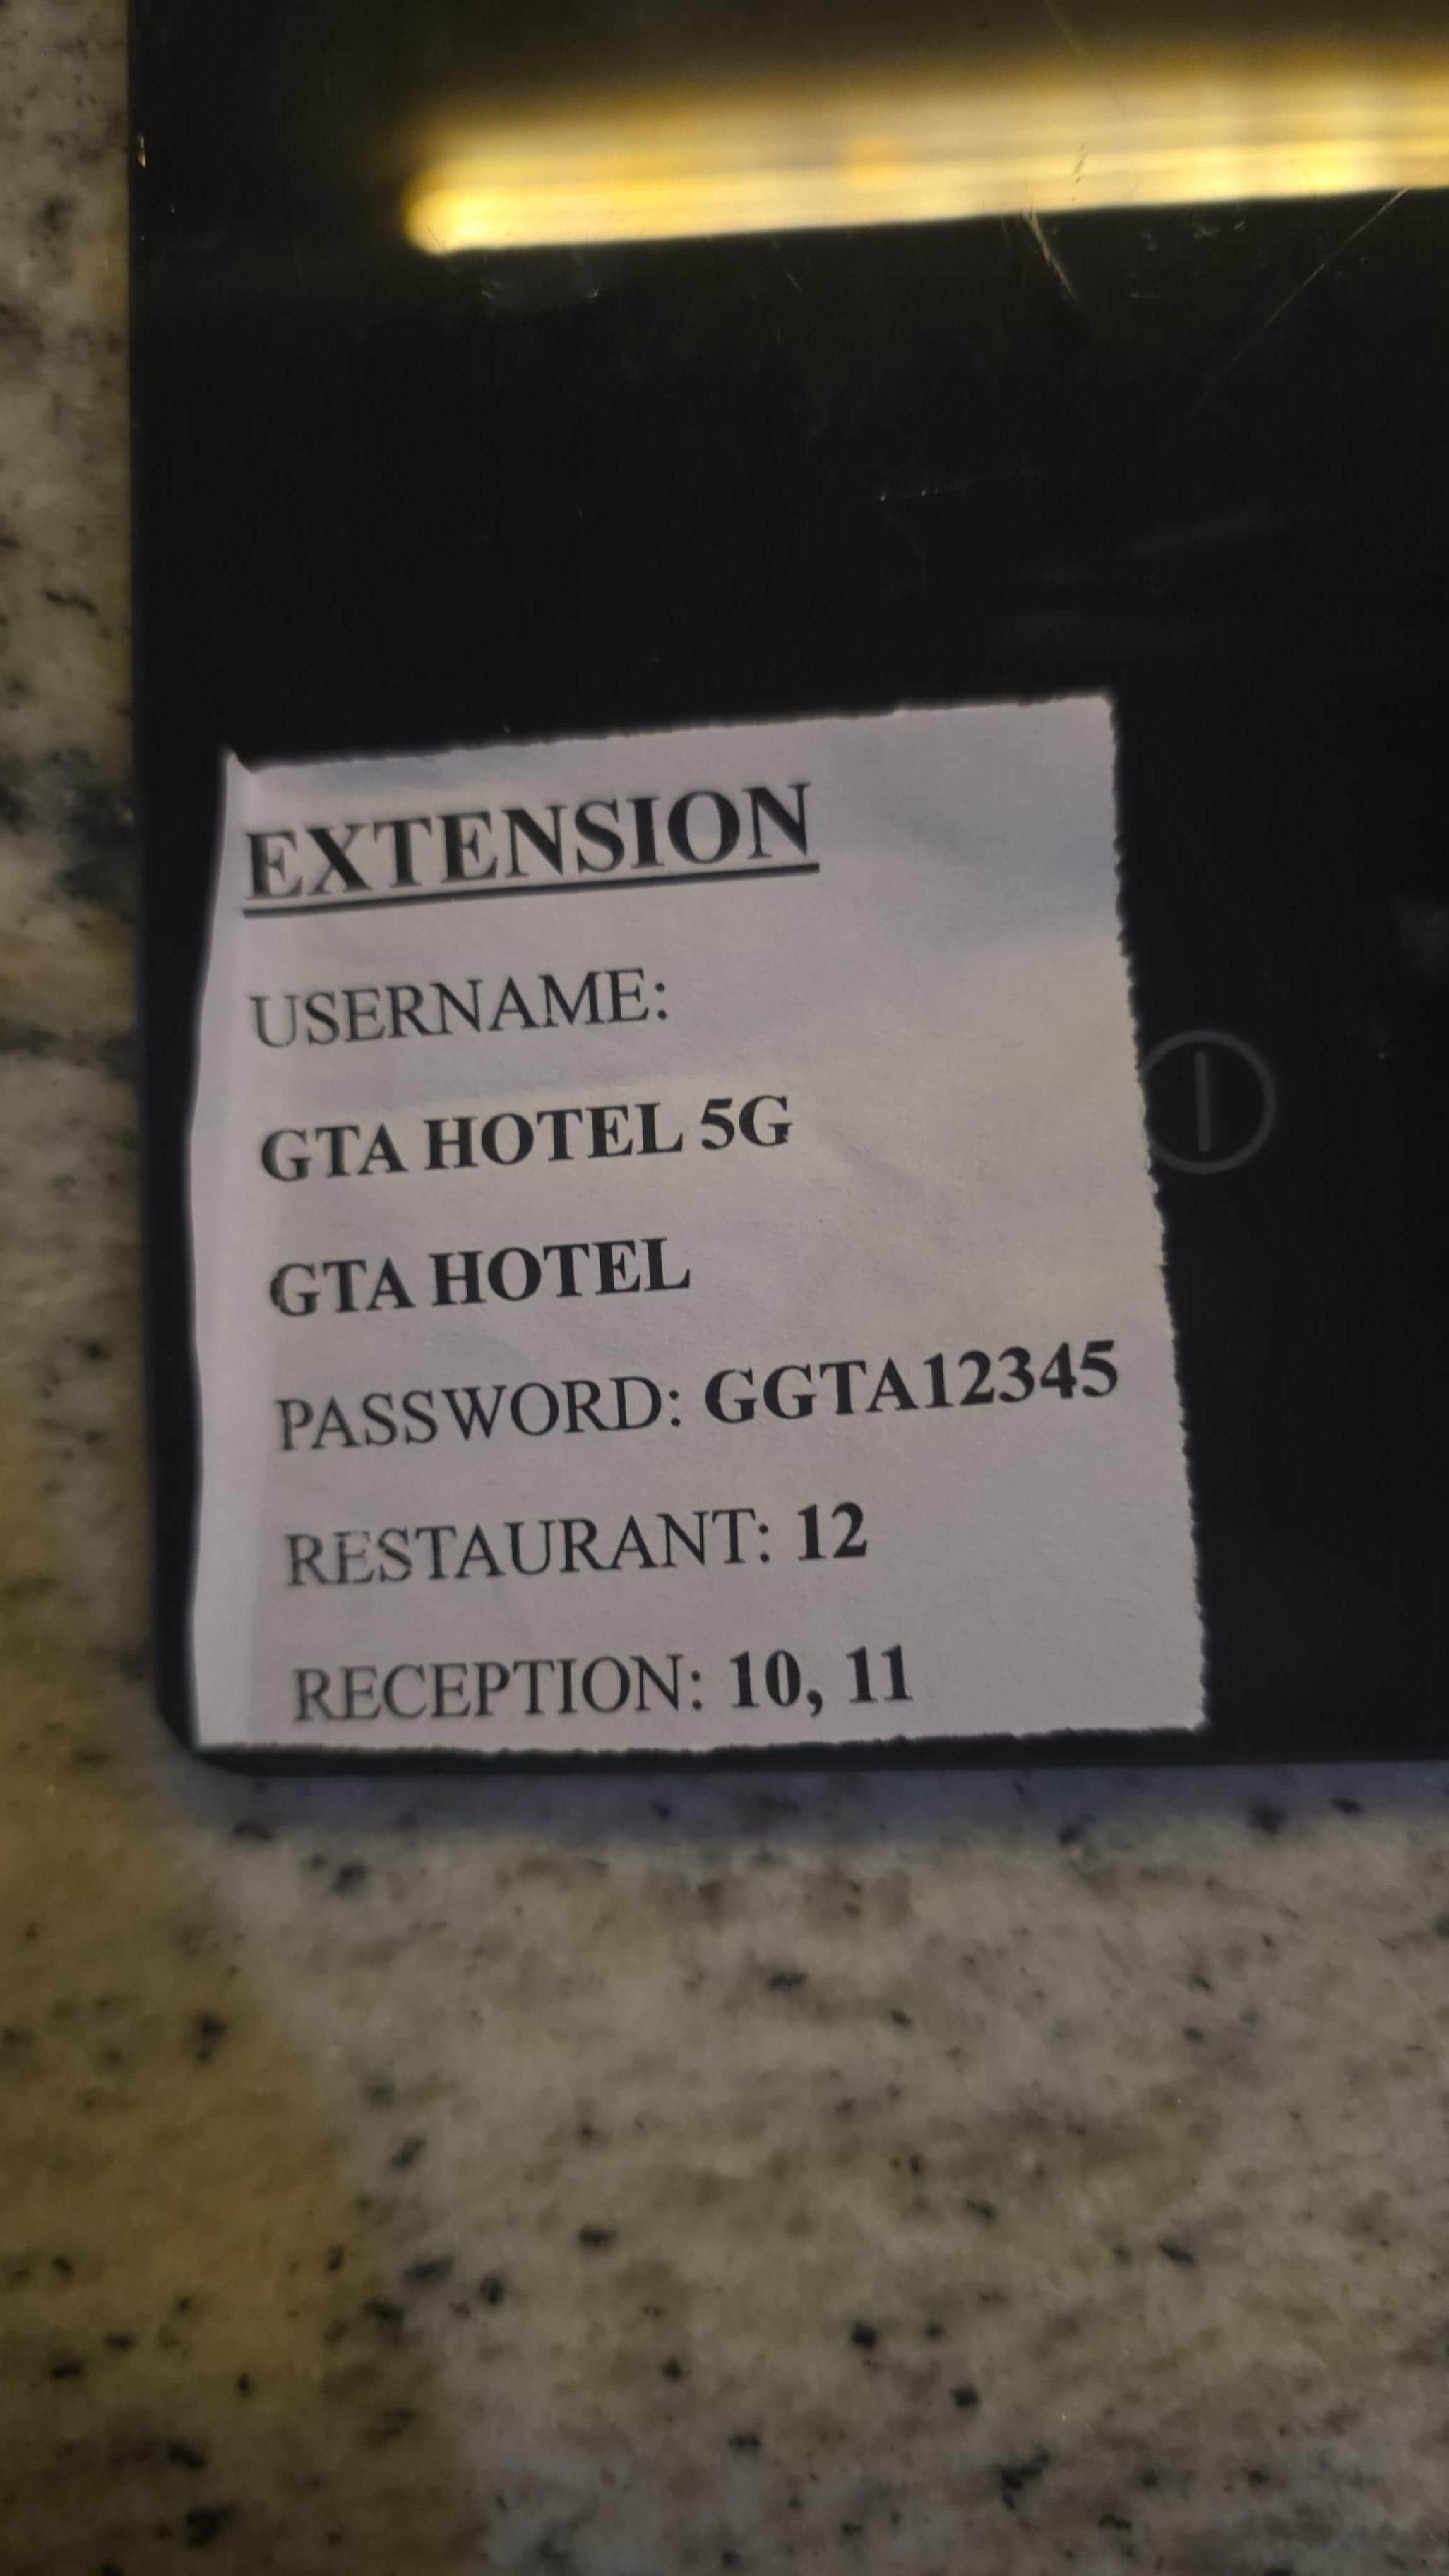 EXTENSION
USERNAME:
GTA HOTEL 5G
GTA HOTEL
PASSWORD: GGTA12345
RESTAURANT: 12
RECEPTION: 10, 11